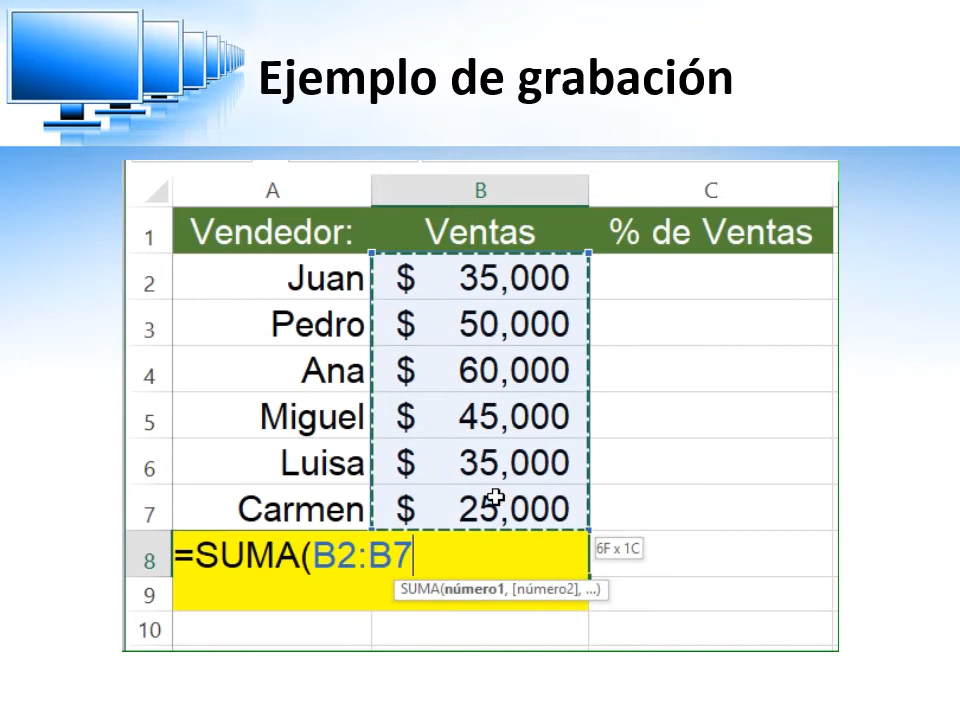 Ejemplo de grabación
A B C
1 Vendedor: Ventas % de Ventas
2 Juan $ 35,000
3 Pedro $ 50,000
4 Ana $ 60,000
5 Miguel $ 45,000
6 Luisa $ 35,000
7 Carmen $ 25,000
8 =SUMA(B2:B7 6F x 1C
9 SUMA(número1, [número2], ...)
10